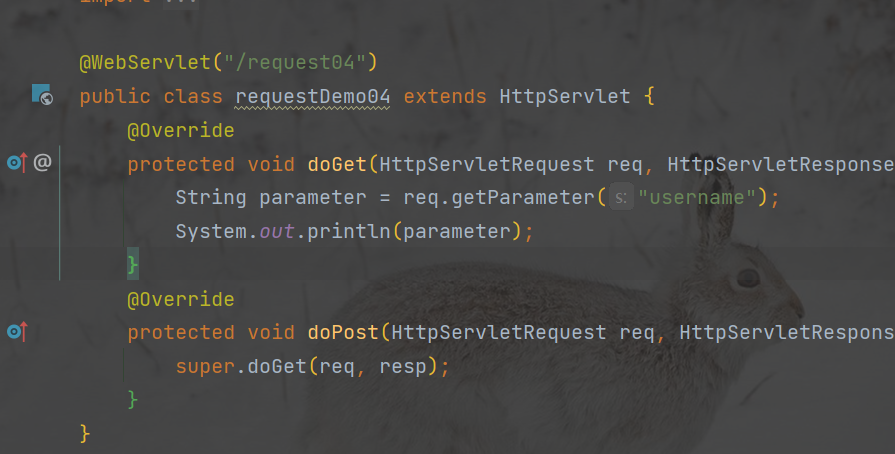 @WebServlet("/request04")
public class requestDemo04 extends HttpServlet {
@Override
@ protected void doGet(HttpServletRequest req, HttpServletResponse
String parameter = req.getParameter( s: "username");
System.out.println(parameter);
}
@Override
protected void doPost(HttpServletRequest req, HttpServletRespons
super.doGet(req, resp);
}
}